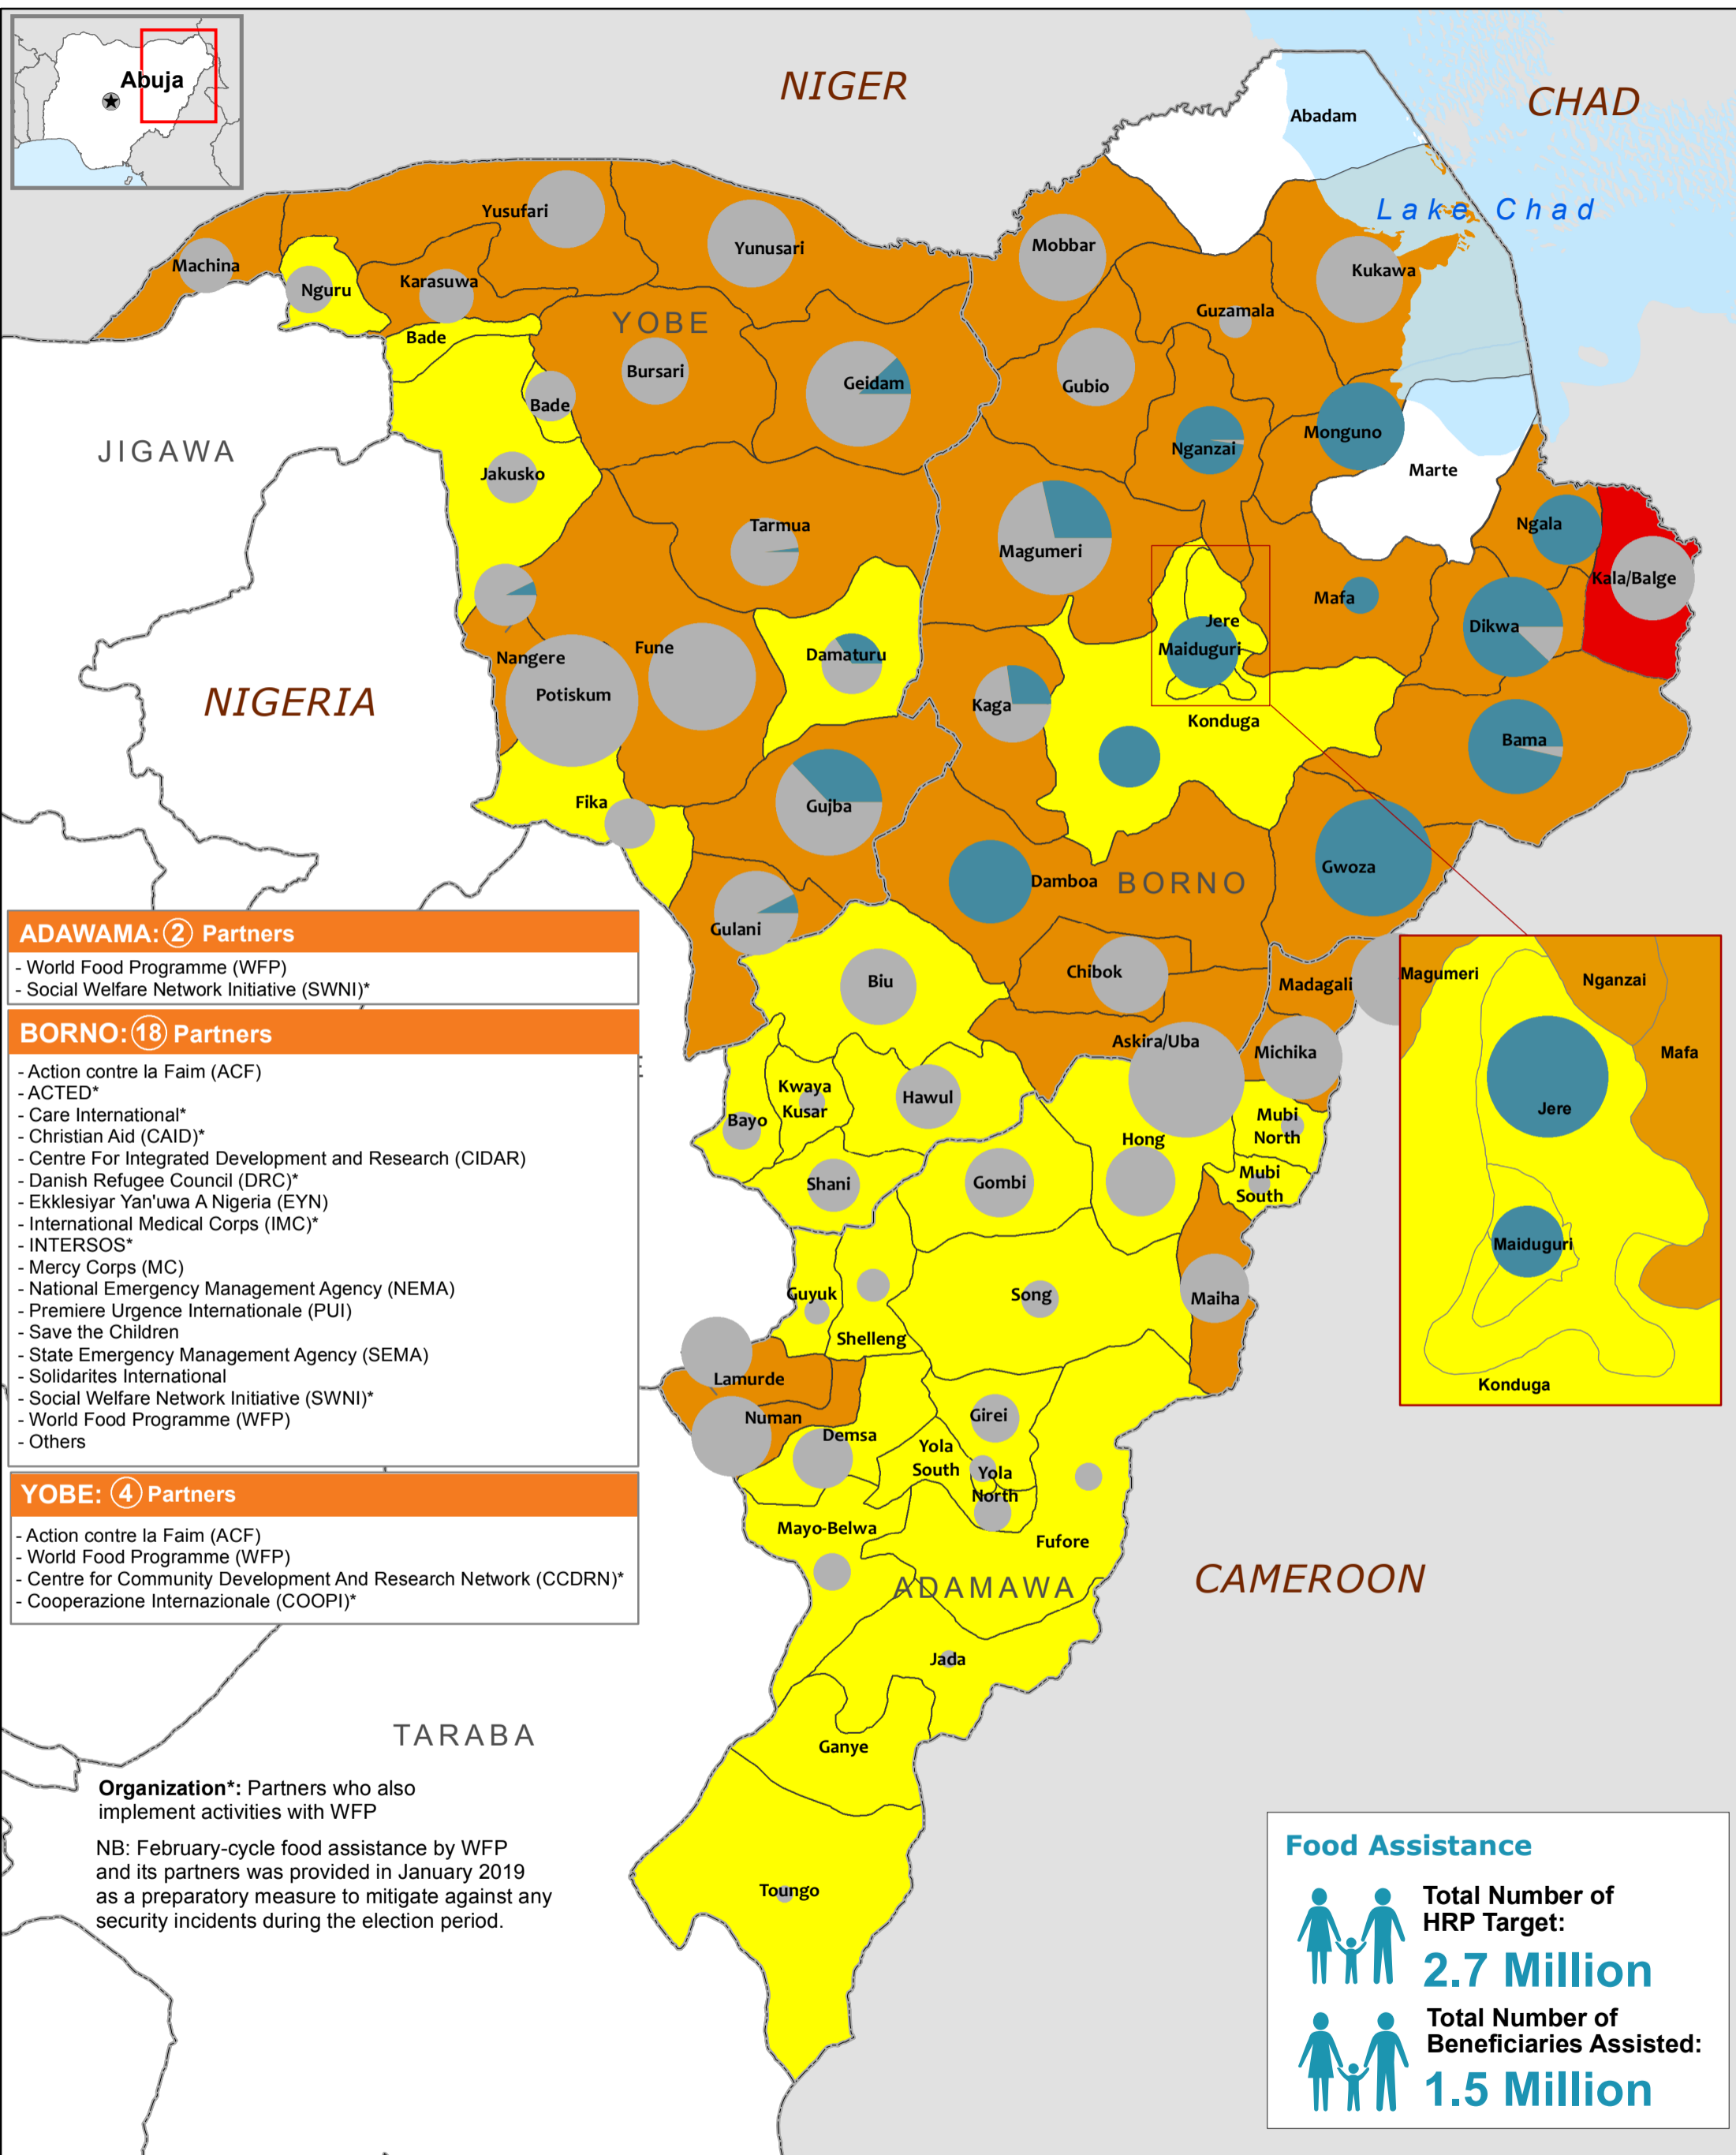 Abuja
NIGER
CHAD
Abadam
Lake Chad
Yusufari
Yunusari
Mobbar
Kukawa
Machina
Nguru
Karasuwa
Guzamala
YOBE
Bade
Bursari
Geidam
Gubio
Bade
Monguno
Nganzai
JIGAWA
Marte
Jakusko
Tarmua
Ngala
Magumeri
Kala/Balge
Mafa
Jere
Dikwa
Maiduguri
Nangere
Fune
Damaturu
Potiskum
NIGERIA
Kaga
Konduga
Bama
Fika
Gujba
Gwoza
Damboa
BORNO
Gulani
Chibok
Biu
Madagali
Askira/Uba
Michika
Kwaya
Kusar
Hawul
Bayo
Mubi
North
Hong
Mubi
South
Shani
Gombi
Guyuk
Song
Maiha
Shelleng
Lamurde
Numan
Girei
Demsa
Yola
South
Yola
North
Mayo-Belwa
Fufore
CAMEROON
ADAMAWA
Jada
TARABA
Ganye
Toungo
Magumeri
Nganzai
Mafa
Jere
Maiduguri
Konduga
ADAWAMA: 2 Partners
- World Food Programme (WFP)
- Social Welfare Network Initiative (SWNI)*
BORNO: 18 Partners
- Action contre la Faim (ACF)
- ACTED*
- Care International*
- Christian Aid (CAID)*
- Centre For Integrated Development and Research (CIDAR)
- Danish Refugee Council (DRC)*
- Ekklesiyar Yan'uwa A Nigeria (EYN)
- International Medical Corps (IMC)*
- INTERSOS*
- Mercy Corps (MC)
- National Emergency Management Agency (NEMA)
- Premiere Urgence Internationale (PUI)
- Save the Children
- State Emergency Management Agency (SEMA)
- Solidarites International
- Social Welfare Network Initiative (SWNI)*
- World Food Programme (WFP)
- Others
YOBE: 4 Partners
- Action contre la Faim (ACF)
- World Food Programme (WFP)
- Centre for Community Development And Research Network (CCDRN)*
- Cooperazione Internazionale (COOPI)*
Organization*: Partners who also
implement activities with WFP
NB: February-cycle food assistance by WFP
and its partners was provided in January 2019
as a preparatory measure to mitigate against any
security incidents during the election period.
Food Assistance
Total Number of
HRP Target:
2.7 Million
Total Number of
Beneficiaries Assisted:
1.5 Million